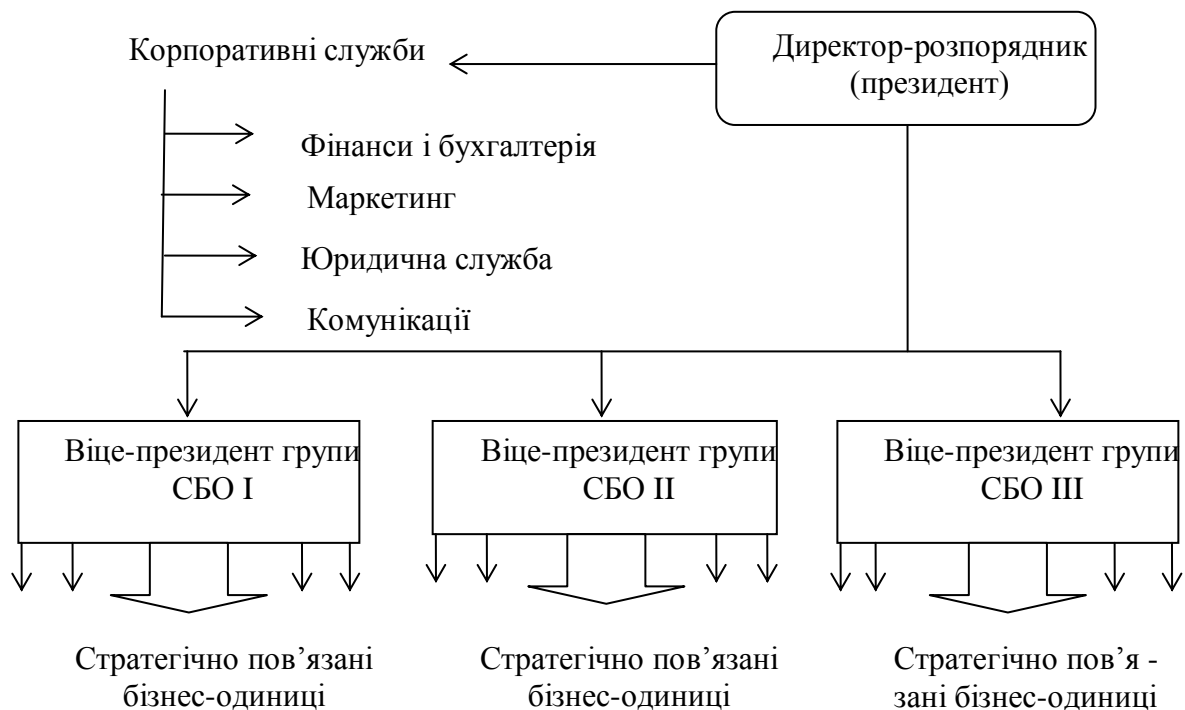 Корпоративні служби
Директор-розпорядник
(президент)
Фінанси і бухгалтерія
Маркетинг
Юридична служба
Комунікації
Віце-президент групи
СБО I
Віце-президент групи
СБО II
Віце-президент групи
СБО III
Стратегічно пов’язані
бізнес-одиниці
Стратегічно пов’язані
бізнес-одиниці
Стратегічно пов’я -
зані бізнес-одиниці